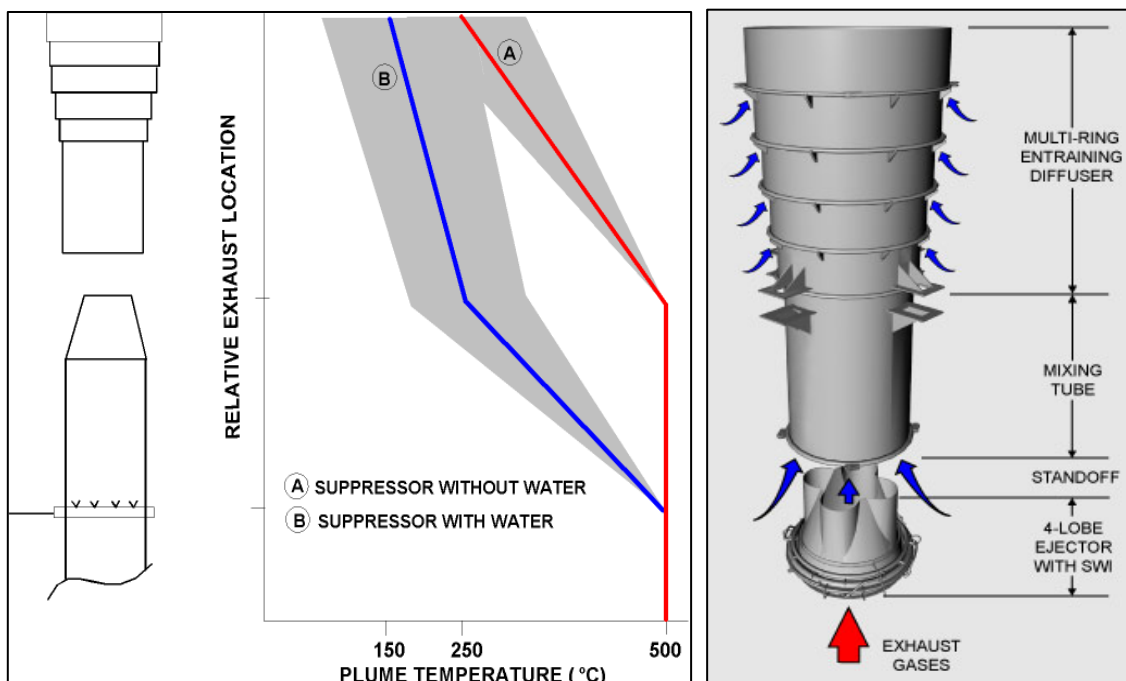 RELATIVE EXHAUST LOCATION
A
B
A SUPPRESSOR WITHOUT WATER
B SUPPRESSOR WITH WATER
150 250 500
PLUME TEMPERATURE ( ºC)
MULTI-RING
ENTRAINING
DIFFUSER
MIXING
TUBE
STANDOFF
4-LOBE
EJECTOR
WITH SWI
EXHAUST
GASES